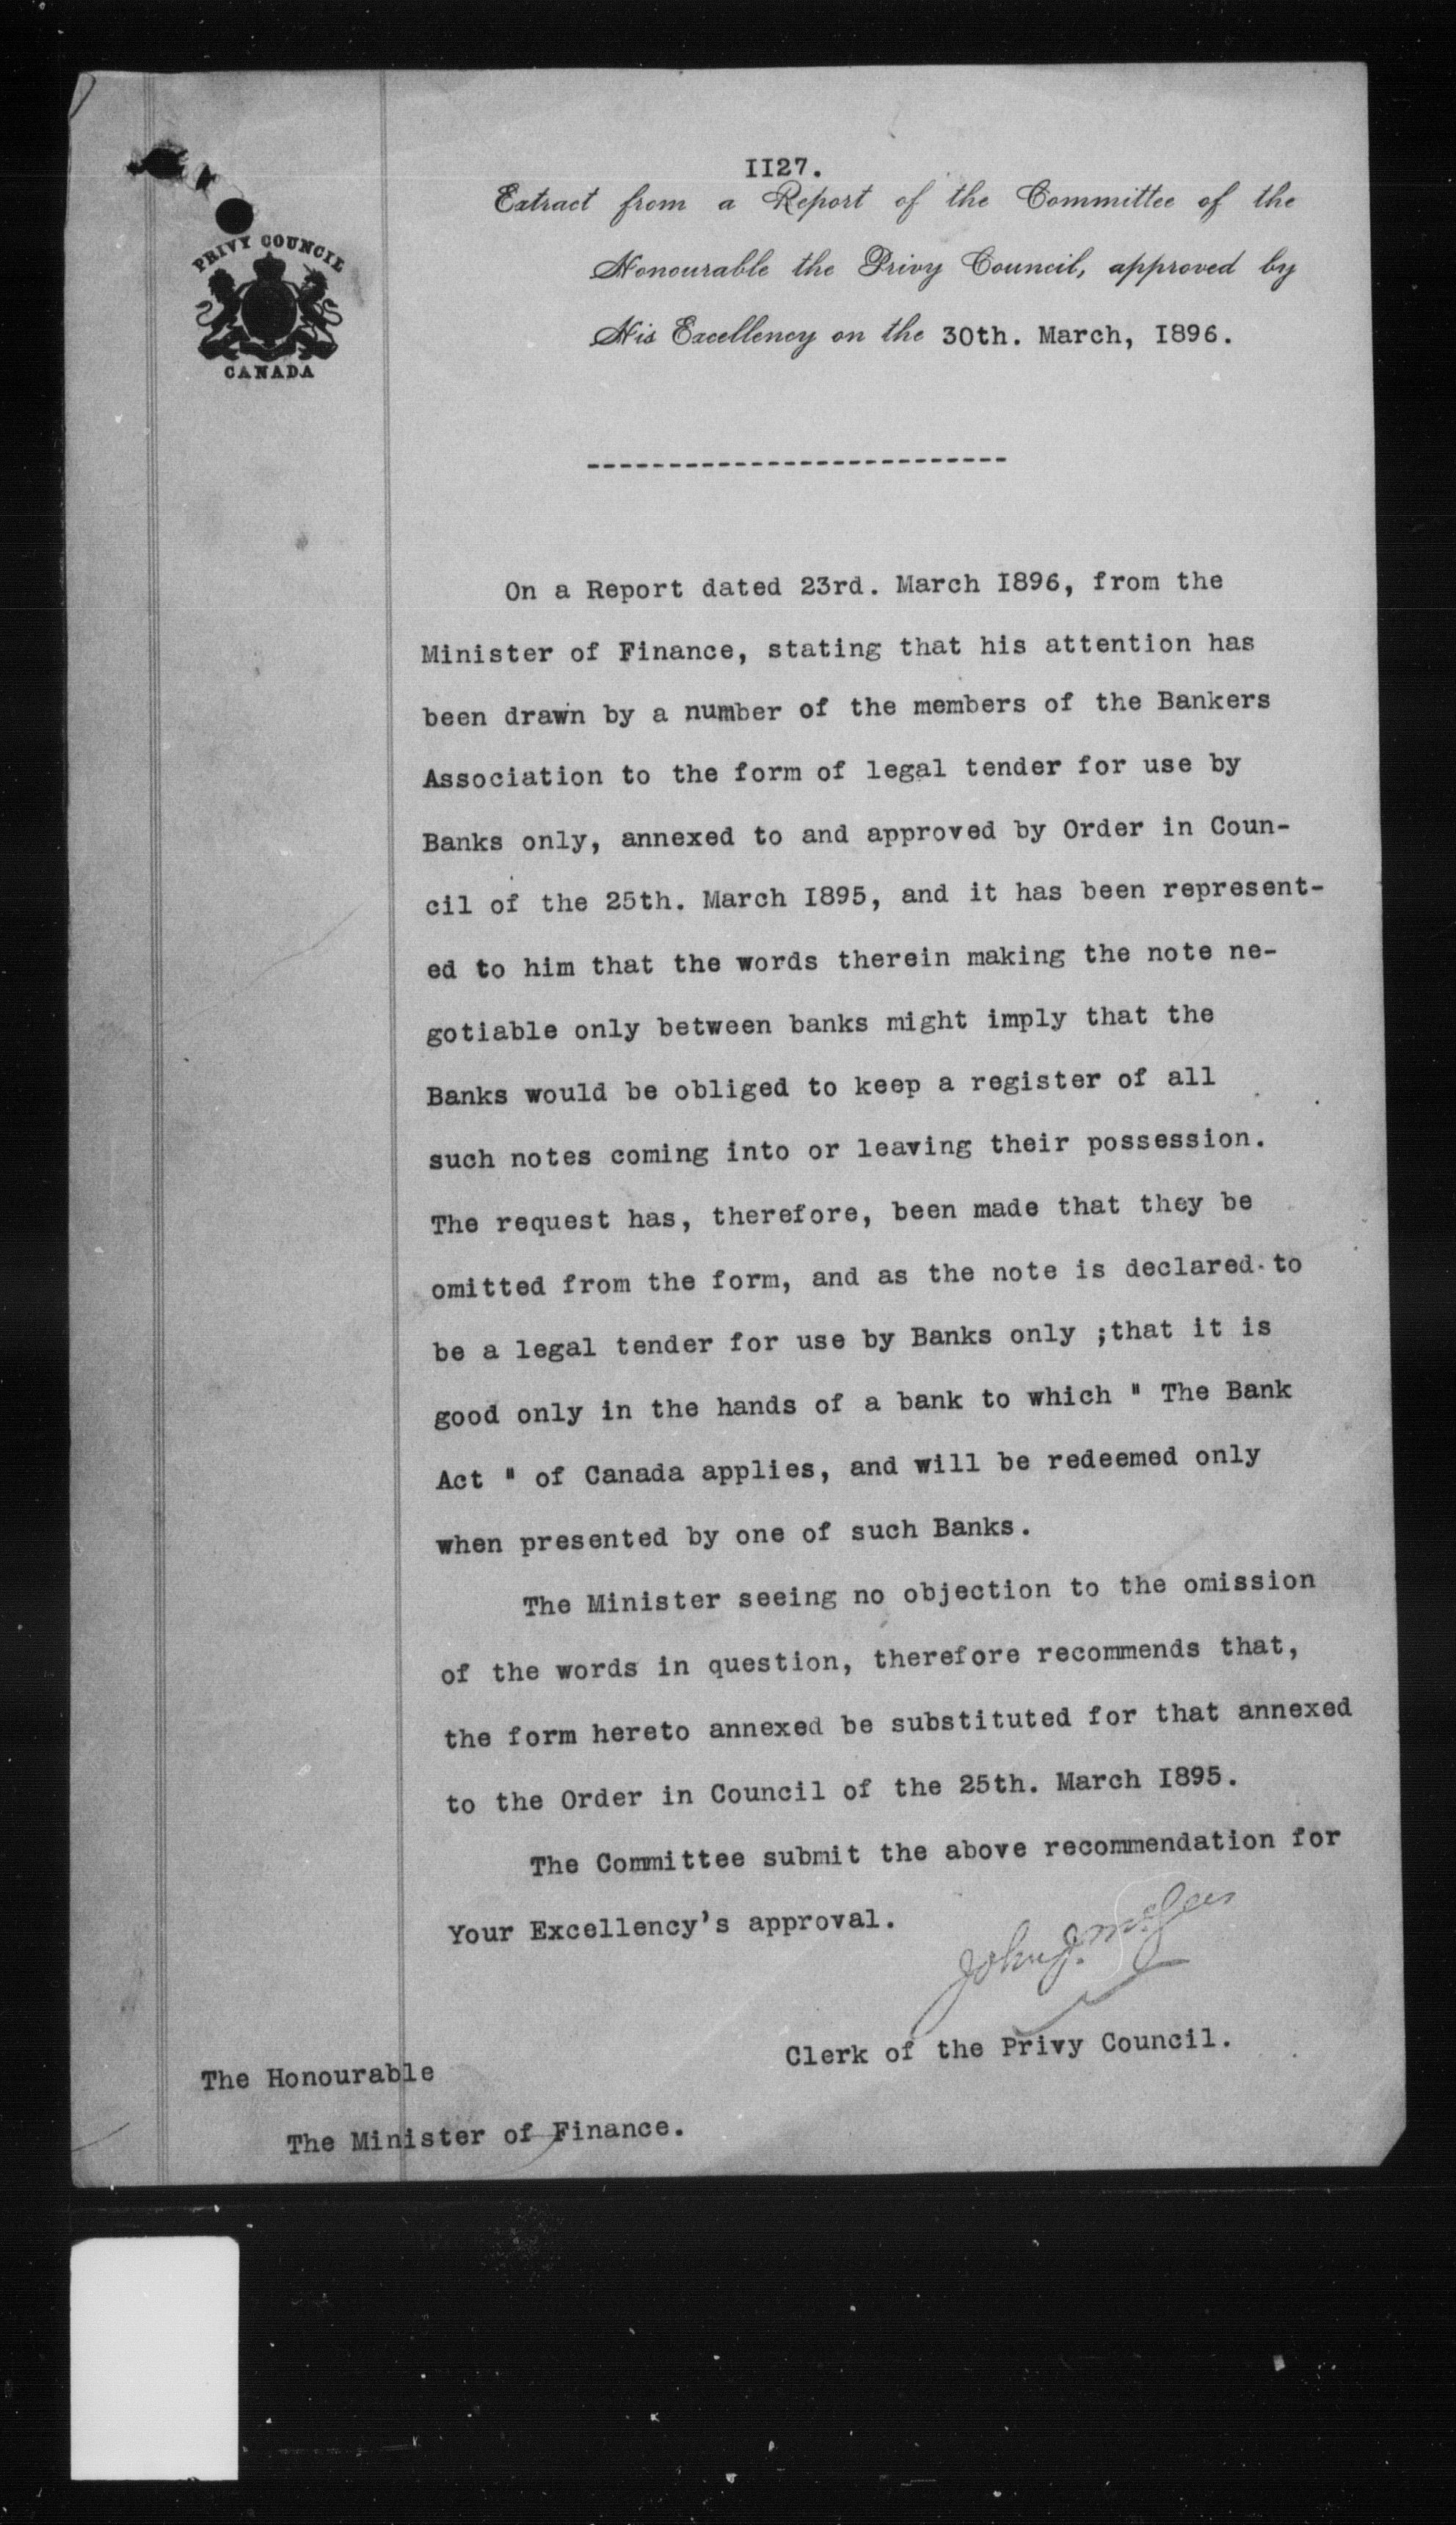 II27.
PRIVY COUNCIL
CANADA
Extract from a Report of the Committee of the
Honourable the Privy Council, approved by
His Excellency on the 30th. March, I896.
---------------------------
On a Report dated 23rd. March I896, from the
Minister of Finance, stating that his attention has
been drawn by a number of the members of the Bankers
Association to the form of legal tender for use by
Banks only, annexed to and approved by Order in Coun-
cil of the 25th. March I895, and it has been represent-
ed to him that the words therein making the note ne-
gotiable only between banks might imply that the
Banks would be obliged to keep a register of all
such notes coming into or leaving their possession.
The request has, therefore, been made that they be
omitted from the form, and as the note is declared to
be a legal tender for use by Banks only ;that it is
good only in the hands of a bank to which " The Bank
Act " of Canada applies, and will be redeemed only
when presented by one of such Banks.
The Minister seeing no objection to the omission
of the words in question, therefore recommends that,
the form hereto annexed be substituted for that annexed
to the Order in Council of the 25th. March I895.
The Committee submit the above recommendation for
Your Excellency's approval.
John J. McGee
Clerk of the Privy Council.
The Honourable
The Minister of Finance.